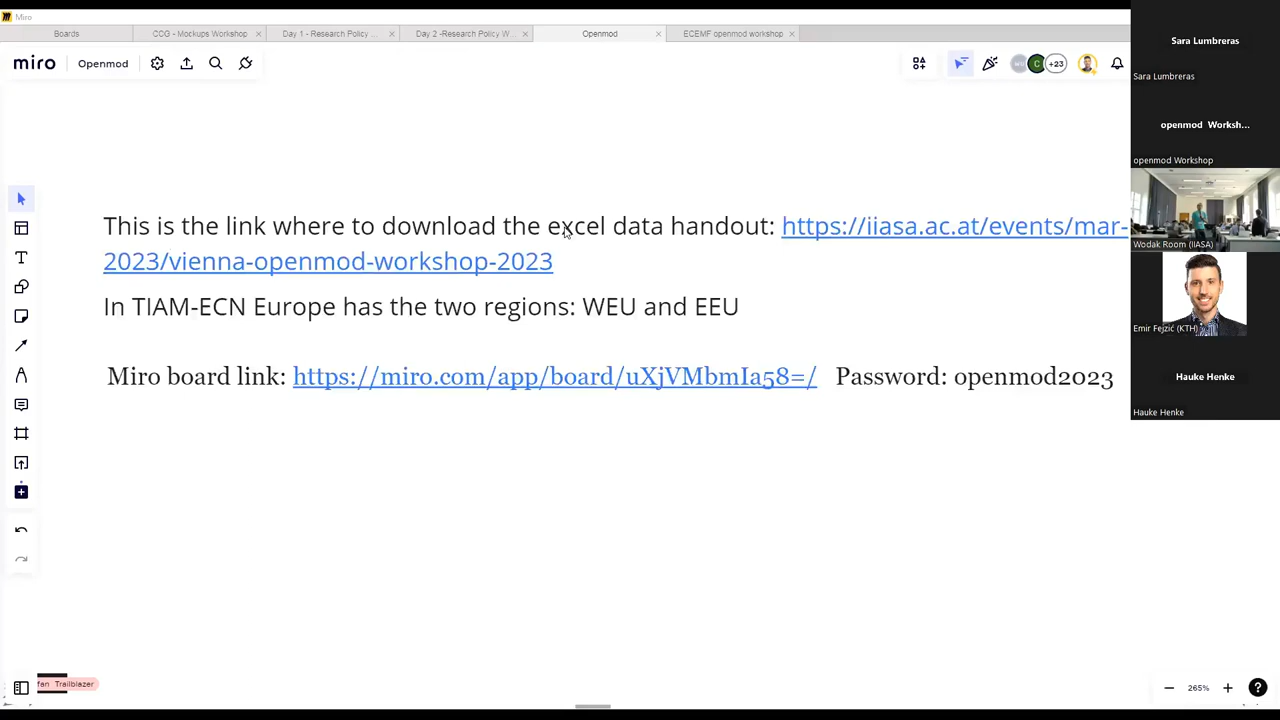 Miro
Boards
CCG - Mockups Workshop
Day 1 - Research Policy ...
Day 2 -Research Policy W...
Openmod
ECEMF openmod workshop
miro
Openmod
C
+23
This is the link where to download the excel data handout: https://iiasa.ac.at/events/mar-
2023/vienna-openmod-workshop-2023
In TIAM-ECN Europe has the two regions: WEU and EEU
Miro board link: https://miro.com/app/board/uXjVMbmIa58=/ Password: openmod2023
Sara Lumbreras
Sara Lumbreras
openmod Worksh...
openmod Workshop
Wodak Room (IIASA)
Emir Fejzić (KTH)
Hauke Henke
Hauke Henke
fan Trailblazer
265%